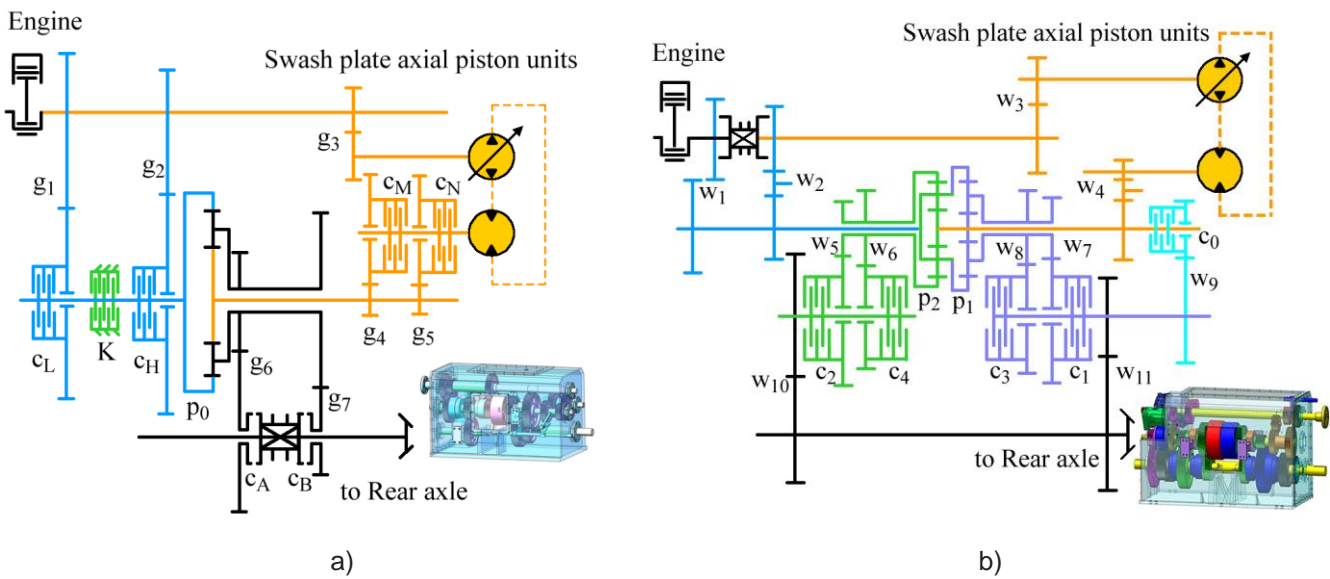 Engine
Swash plate axial piston units
g3
g1
g2
cM
cN
cL
K
cH
g4
g5
p0
g6
g7
cA
cB
to Rear axle
a)
Swash plate axial piston units
Engine
w3
w1
w2
w4
w5
w6
w8
w7
c0
w9
p2
p1
w10
c2
c4
c3
c1
w11
to Rear axle
b)